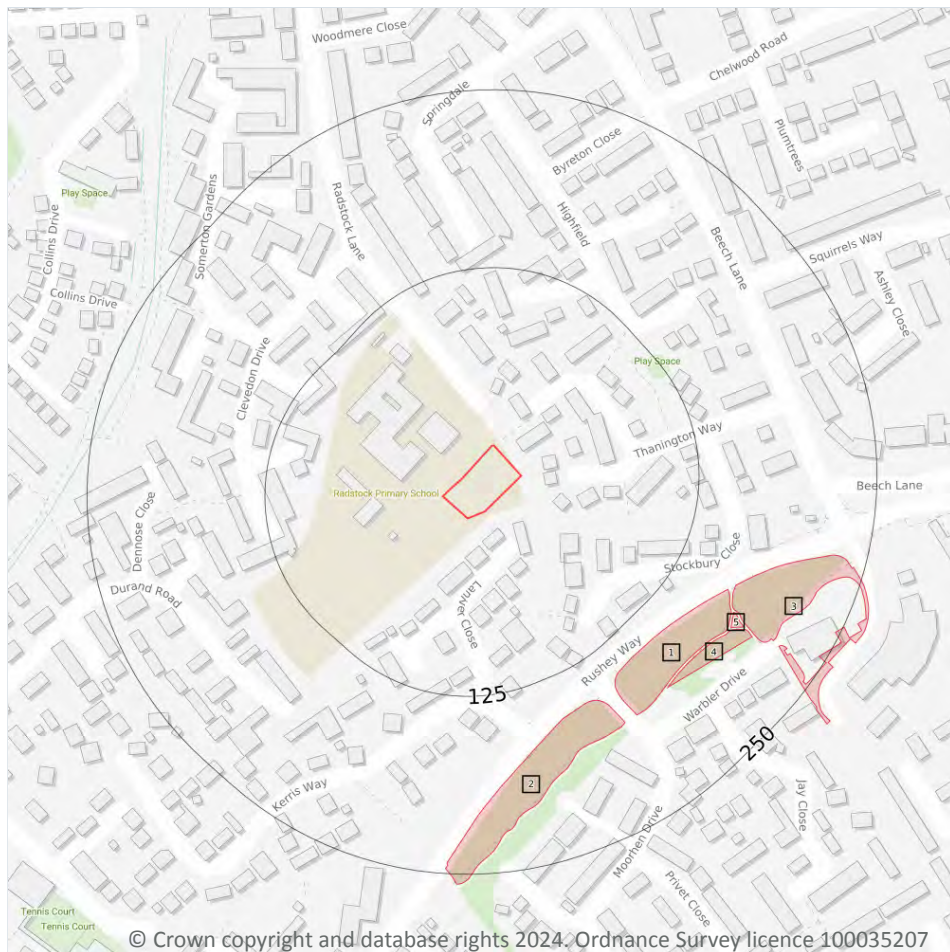 Woodmere Close
Chelwood Road
Springdale
Plumtrees
Byreton Close
Play Space
Somerton Gardens
Radstock Lane
Highfield
Collins Drive
Beech Lane
Squirrels Way
Collins Drive
Ashley Close
Clevedon Drive
Play Space
Thanington Way
Radstock Primary School
Beech Lane
Dennose Close
Stockbury Close
Durand Road
Lanyver Close
3
5
1
4
Rushey Way
125
Warbler Drive
250
2
Kerris Way
Jay Close
Moorhen Drive
Privet Close
Tennis Court
Tennis Court
© Crown copyright and database rights 2024. Ordnance Survey licence 100035207